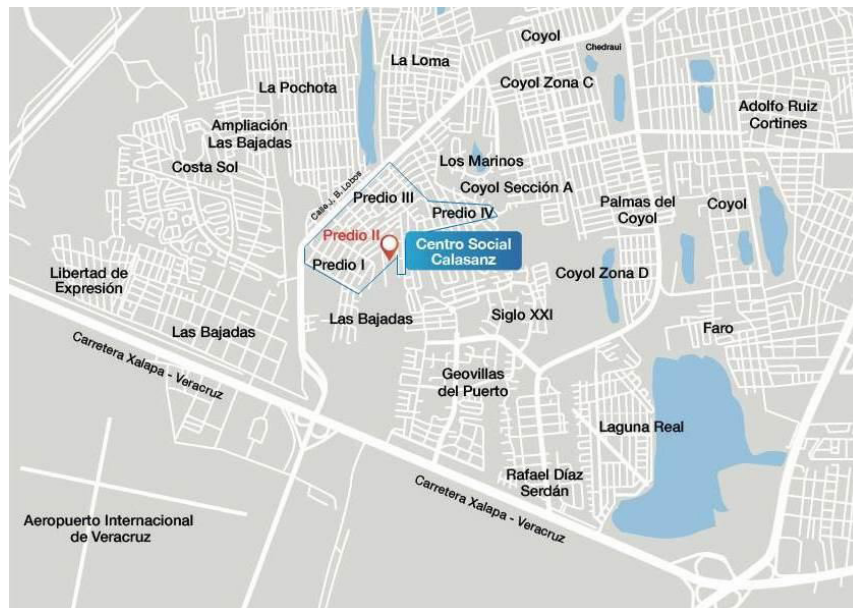 Coyol
Chedraui
La Loma
Coyol Zona C
La Pochota
Adolfo Ruiz
Cortines
Ampliación
Las Bajadas
Costa Sol
Los Marinos
Calle J. B. Lobos
Coyol Sección A
Predio III
Palmas del
Coyol
Coyol
Predio IV
Predio II
Centro Social
Calasanz
Predio I
Libertad de
Expresión
Coyol Zona D
Las Bajadas
Siglo XXI
Las Bajadas
Faro
Carretera Xalapa - Veracruz
Geovillas
del Puerto
Laguna Real
Rafael Díaz
Serdán
Carretera Xalapa - Veracruz
Aeropuerto Internacional
de Veracruz